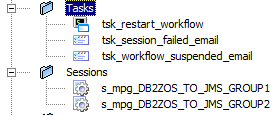 Tasks
tsk_restart_workflow
tsk_session_failed_email
tsk_workflow_suspended_email
Sessions
s_mpg_DB2ZOS_TO_JMS_GROUP1
s_mpg_DB2ZOS_TO_JMS_GROUP2